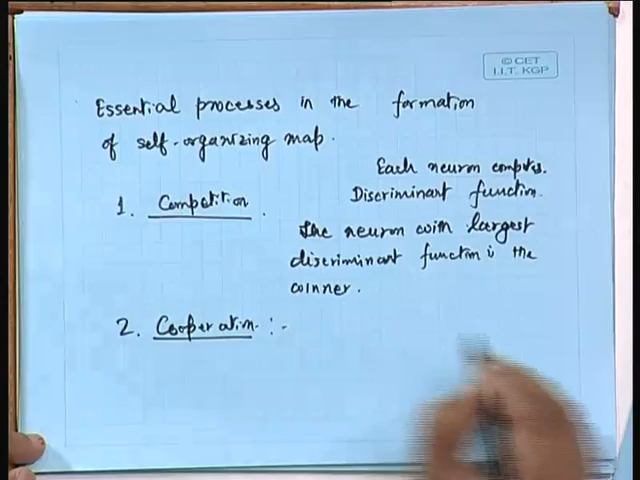 © CET
I.I.T. KGP
Essential processes in the formation
of self-organizing map.
Each neuron computes.
1. Competition.
Discriminant function.
The neuron with largest
discriminant function is the
winner.
2. Cooperation :-